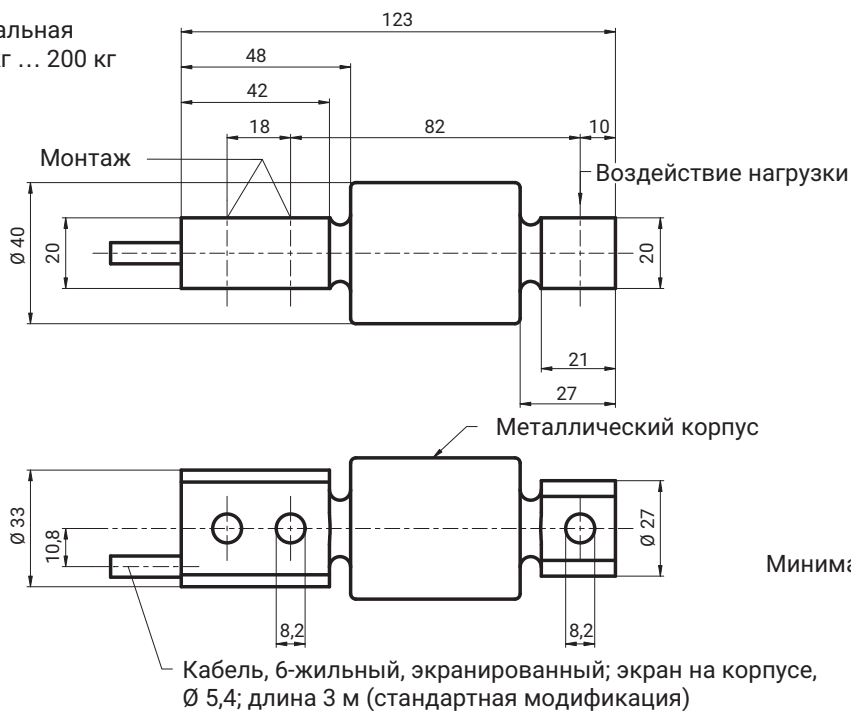 123
альная
кг … 200 кг
48
42
18
82
10
Монтаж
Воздействие нагрузки
Ø 40
20
20
21
27
Металлический корпус
Ø 33
10,8
Ø 27
Минима
8,2
8,2
Кабель, 6-жильный, экранированный; экран на корпусе,
Ø 5,4; длина 3 м (стандартная модификация)